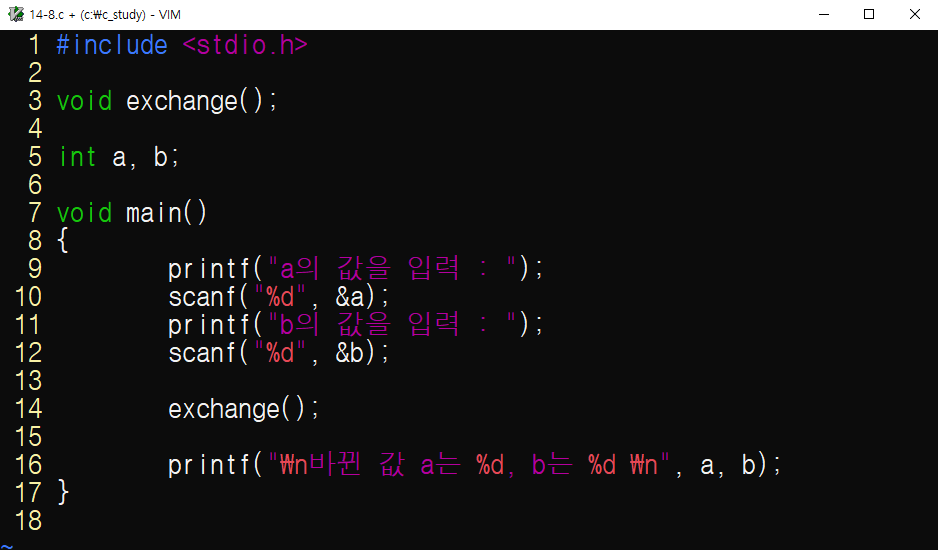 14-8.c + (c:₩c_study) - VIM
1 #include <stdio.h>
2
3 void exchange();
4
5 int a, b;
6
7 void main()
8 {
9 printf("a의 값을 입력 : ");
10 scanf("%d", &a);
11 printf("b의 값을 입력 : ");
12 scanf("%d", &b);
13
14 exchange();
15
16 printf("₩n바뀐 값 a는 %d, b는 %d ₩n", a, b);
17 }
18
~